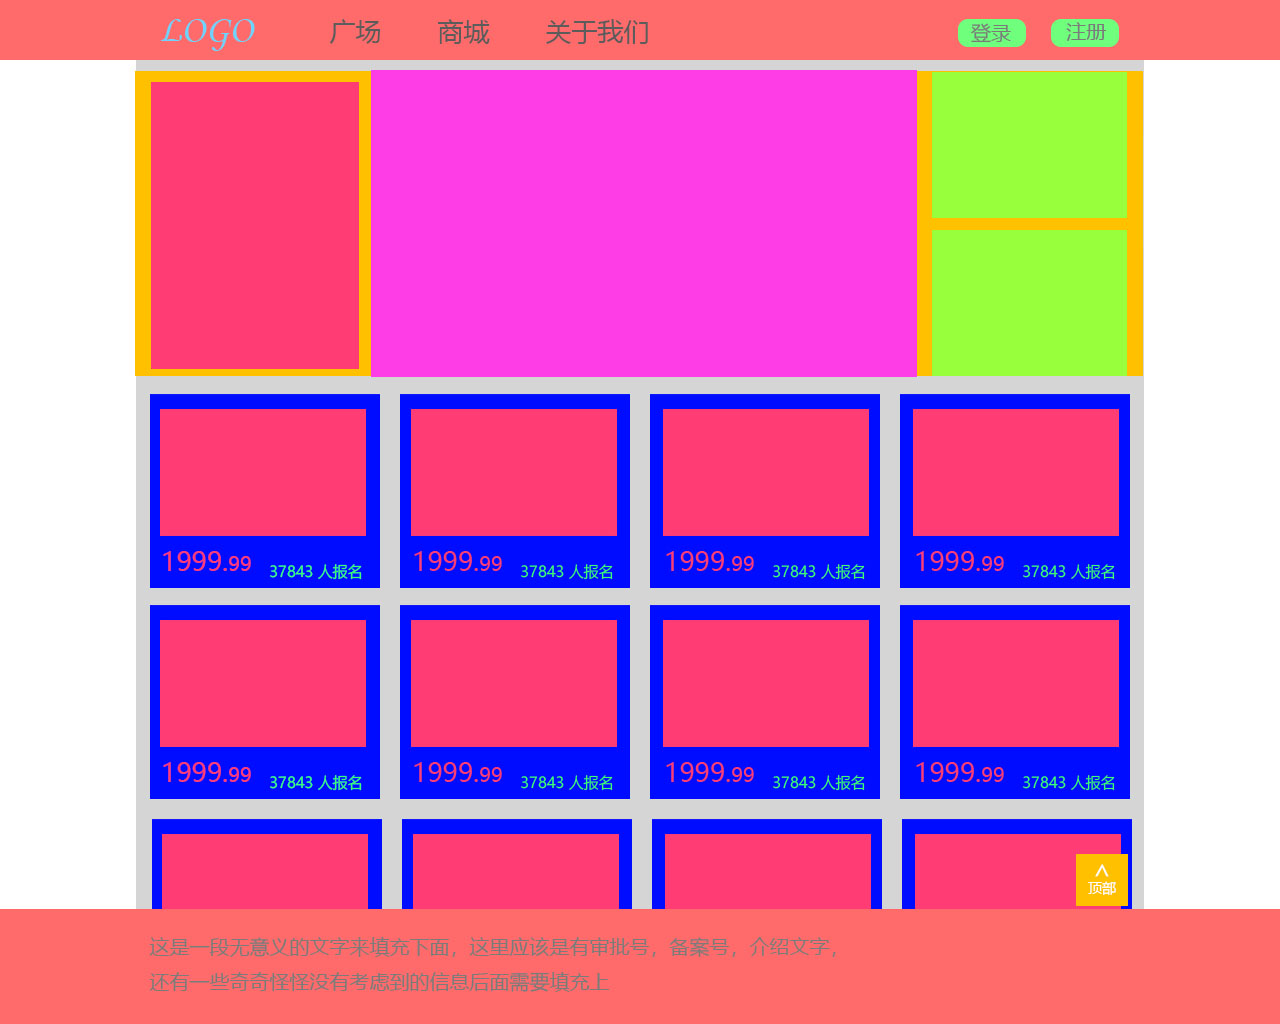 LOGO 广场 商城 关于我们 登录 注册
1999.99 37843 人报名 1999.99 37843 人报名 1999.99 37843 人报名 1999.99 37843 人报名
1999.99 37843 人报名 1999.99 37843 人报名 1999.99 37843 人报名 1999.99 37843 人报名
^
顶部
这是一段无意义的文字来填充下面，这里应该是有审批号，备案号，介绍文字，
还有一些奇奇怪怪没有考虑到的信息后面需要填充上